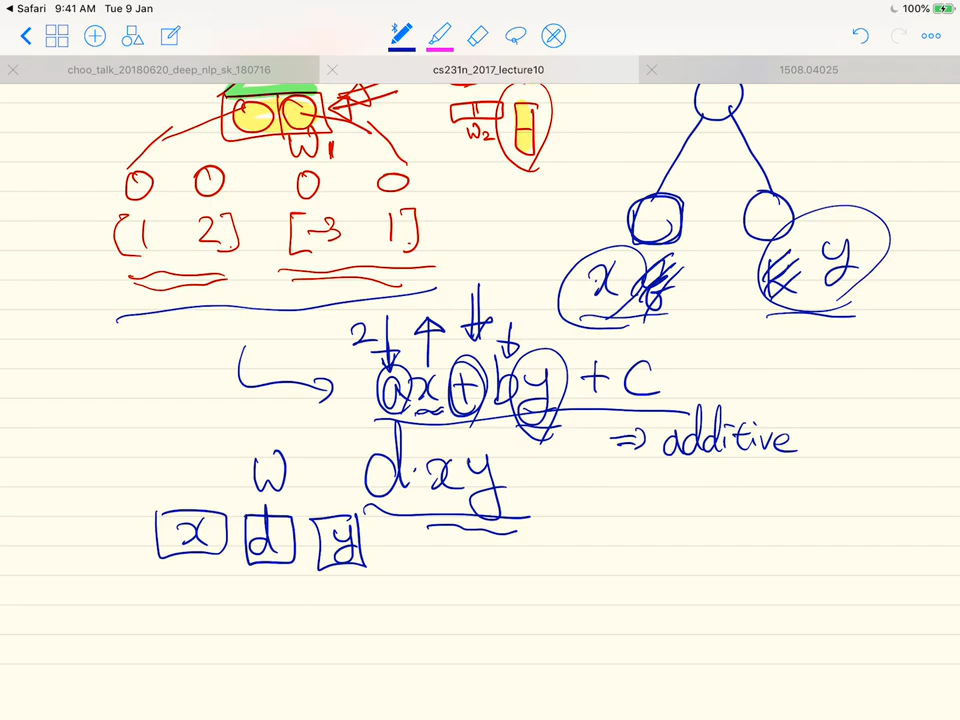 Safari 9:41 AM Tue 9 Jan 100%
choo_talk_20180620_deep_nlp_sk_180716 cs231n_2017_lecture10 1508.04025
W1 W2
[1 2] [-3 1]
x y
2
ax + by + C
⇒ additive
W d·xy
x d y